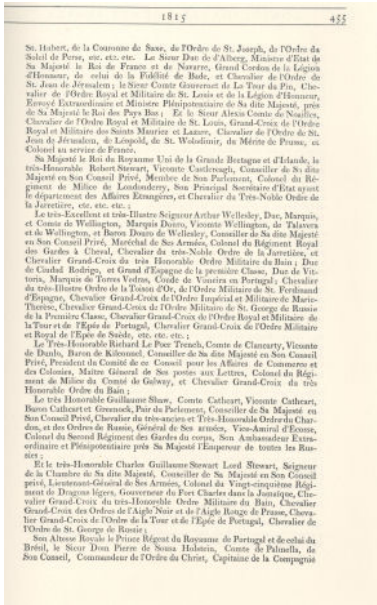 1815
455
St. Hubert, de la Couronne de Saxe, de l'Ordre de St. Joseph, de l'Ordre du
Soleil de Perse, etc. etc. etc. Le Sieur Duc de d'Alberg, Ministre d'Etat de
Sa Majesté le Roi de France et de Navarre, Grand Cordon de la Légion
d'Honneur, de celui de la Fidélité de Bade, et Chevalier de l'Ordre de
St. Jean de Jérusalem ; le Sieur Comte Gouvernet de Le Tour du Pin, Che-
valier de l'Ordre Royal et Militaire de St. Louis et de la Légion d'Honneur,
Envoyé Extraordinaire et Ministre Plénipotentiaire de Sa dite Majesté, près
de Sa Majesté le Roi des Pays Bas ; Et le Sieur Alexis Comte de Noailles,
Chevalier de l'Ordre Royal et Militaire de St. Louis, Grand-Croix de l'Ordre
Royal et Militaire des Saints Maurice et Lazare, Chevalier de l'Ordre de St.
Jean de Jérusalem, de Léopold, de St. Wolodimir, du Mérite de Prusse, et
Colonel au service de France.
Sa Majesté le Roi du Royaume Uni de la Grande Bretagne et d'Irlande, le
très-Honorable Robert Stewart, Vicomte Castlereagh, Conseiller de Sa dite
Majesté en Son Conseil Privé, Membre de Son Parlement, Colonel du Ré-
giment de Milice de Londonderry, Son Principal Secrétaire d'Etat ayant
le département des Affaires Etrangères, et Chevalier du Très-Noble Ordre de
la Jarretière, etc. etc. etc. ;
Le très-Excellent et très-Illustre Seigneur Arthur Wellesley, Duc, Marquis,
et Comte de Wellington, Marquis Douro, Vicomte Wellington, de Talavera
et de Wellington, et Baron Douro de Wellesley, Conseiller de Sa dite Majesté
en Son Conseil Privé, Maréchal de Ses Armées, Colonel du Régiment Royal
des Gardes à Cheval, Chevalier du très-Noble Ordre de la Jarretière, et
Chevalier Grand-Croix du très Honorable Ordre Militaire du Bain ; Duc
de Ciudad Rodrigo, et Grand d'Espagne de la première Classe, Duc de Vit-
toria, Marquis de Torres Vedras, Conde de Vimiera en Portugal ; Chevalier
du très-Illustre Ordre de la Toison d'Or, de l'Ordre Militaire de St. Ferdinand
d'Espagne, Chevalier Grand-Croix de l'Ordre Impérial et Militaire de Marie-
Thérèse, Chevalier Grand-Croix de l'Ordre Militaire de St. George de Russie
de la Première Classe, Chevalier Grand-Croix de l'Ordre Royal et Militaire de
la Tour et de l'Epée de Portugal, Chevalier Grand-Croix de l'Ordre Militaire
et Royal de l'Epée de Suède, etc. etc. etc. ;
Le Très-Honorable Richard Le Poer Trench, Comte de Clancarty, Vicomte
de Dunlo, Baron de Kilconnel, Conseiller de Sa dite Majesté en Son Conseil
Privé, Président du Comité de ce Conseil pour les Affaires de Commerce et
des Colonies, Maître Géneral de Ses postes aux Lettres, Colonel du Régi-
ment de Milice du Comté de Galway, et Chevalier Grand-Croix du très
Honorable Ordre du Bain ;
Le très Honorable Guillaume Shaw, Comte Cathcart, Vicomte Cathcart,
Baron Cathcart et Greenock, Pair du Parlement, Conseiller de Sa Majesté en
Son Conseil Privé, Chevalier du très-ancien et Très-Honorable Ordre du Char-
don, et des Ordres de Russie, Général de Ses armées, Vice-Amiral d'Ecosse,
Colonel du Second Régiment des Gardes du corps, Son Ambassadeur Extra-
ordinaire et Plénipotentiaire près Sa Majesté l'Empereur de toutes les Rus-
sies ;
Et le très-Honorable Charles Guillaume Stewart Lord Stewart, Seigneur
de la Chambre de Sa dite Majesté, Conseiller de Sa Majesté en Son Conseil
privé, Lieutenant-Général de Ses Armées, Colonel du Vingt-cinquième Régi-
ment de Dragons légers, Gouverneur du Fort Charles dans la Jamaïque, Che-
valier Grand-Croix du très-Honorable Ordre Militaire du Bain, Chevalier
Grand-Croix des Ordres de l'Aigle Noir et de l'Aigle Rouge de Prusse, Cheva-
lier Grand-Croix de l'Ordre de la Tour et de l'Epée de Portugal, Chevalier de
l'Ordre de St. George de Russie ;
Son Altesse Royale le Prince Régent du Royaume de Portugal et de celui du
Brésil, le Sieur Dom Pierre de Sousa Holstein, Comte de Palmella, de
Son Conseil, Commandeur de l'Ordre du Christ, Capitaine de la Compagnie